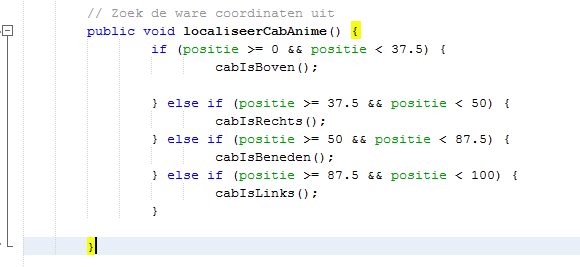 // Zoek de ware coordinaten uit
public void localiseerCabAnime() {
if (positie >= 0 && positie < 37.5) {
cabIsBoven();
} else if (positie >= 37.5 && positie < 50) {
cabIsRechts();
} else if (positie >= 50 && positie < 87.5) {
cabIsBeneden();
} else if (positie >= 87.5 && positie < 100) {
cabIsLinks();
}
}